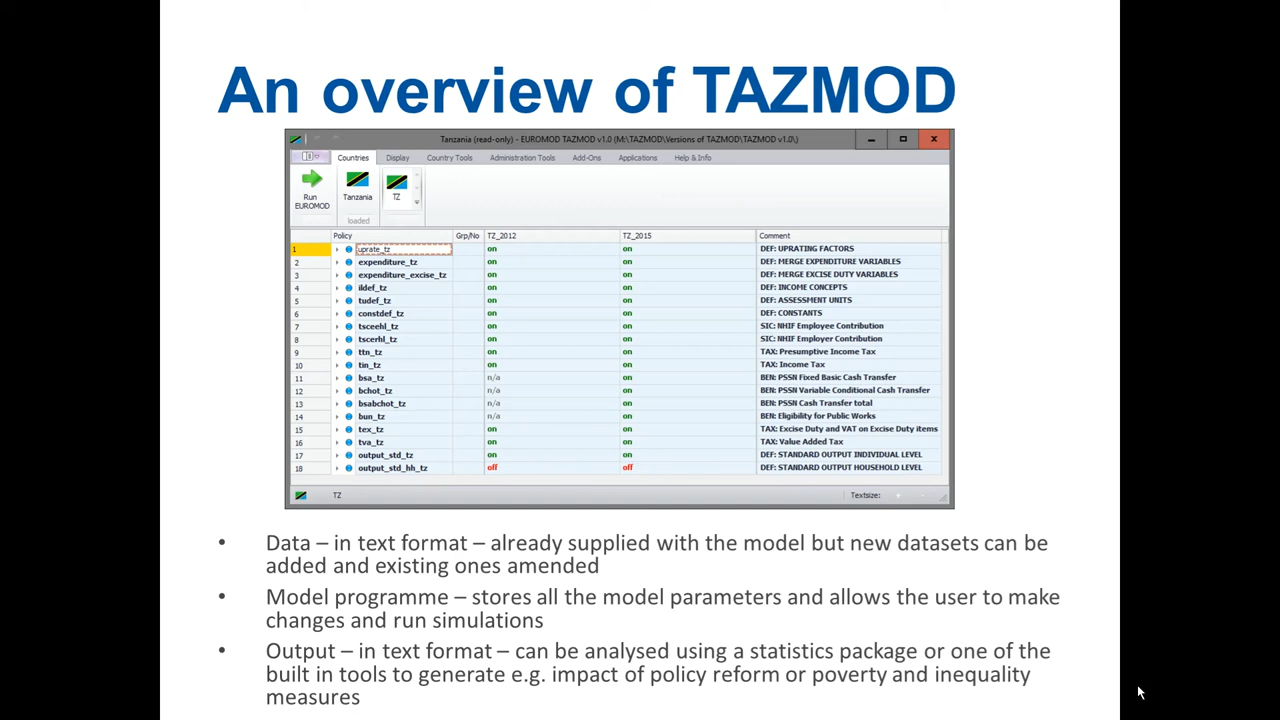 An overview of TAZMOD
Tanzania (read-only) - EUROMOD TAZMOD v1.0 (M:\TAZMOD\Versions of TAZMOD\TAZMOD v1.0\)
Countries Display Country Tools Administration Tools Add-Ons Applications Help & Info
Run EUROMOD
Tanzania
TZ
loaded
Policy Grp/No TZ_2012 TZ_2015 Comment
1 uprate_tz on on DEF: UPRATING FACTORS
2 expenditure_tz on on DEF: MERGE EXPENDITURE VARIABLES
3 expenditure_excise_tz on on DEF: MERGE EXCISE DUTY VARIABLES
4 ildef_tz on on DEF: INCOME CONCEPTS
5 tudef_tz on on DEF: ASSESSMENT UNITS
6 constdef_tz on on DEF: CONSTANTS
7 tsceehl_tz on on SIC: NHIF Employee Contribution
8 tscerhl_tz on on SIC: NHIF Employer Contribution
9 ttn_tz on on TAX: Presumptive Income Tax
10 tin_tz on on TAX: Income Tax
11 bsa_tz n/a on BEN: PSSN Fixed Basic Cash Transfer
12 bchot_tz n/a on BEN: PSSN Variable Conditional Cash Transfer
13 bsabchot_tz n/a on BEN: PSSN Cash Transfer total
14 bun_tz n/a on BEN: Eligibility for Public Works
15 tex_tz on on TAX: Excise Duty and VAT on Excise Duty items
16 tva_tz on on TAX: Value Added Tax
17 output_std_tz on on DEF: STANDARD OUTPUT INDIVIDUAL LEVEL
18 output_std_hh_tz off off DEF: STANDARD OUTPUT HOUSEHOLD LEVEL
TZ Textsize:
• Data – in text format – already supplied with the model but new datasets can be
added and existing ones amended
• Model programme – stores all the model parameters and allows the user to make
changes and run simulations
• Output – in text format – can be analysed using a statistics package or one of the
built in tools to generate e.g. impact of policy reform or poverty and inequality
measures